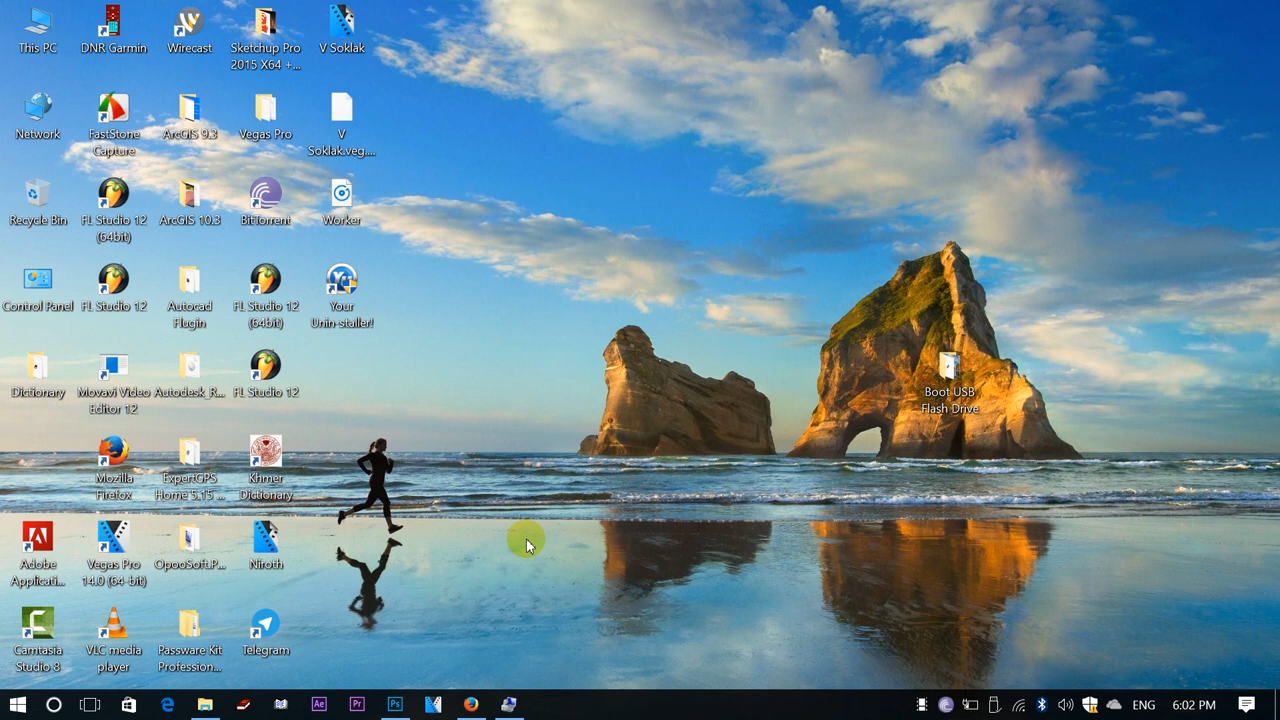 This PC
DNR Garmin
Wirecast
Sketchup Pro
2015 X64 +...
V Soklak
Network
FastStone
Capture
ArcGIS 9.3
Vegas Pro
V
Soklak.veg....
Recycle Bin
FL Studio 12
(64bit)
ArcGIS 10.3
BitTorrent
Worker
Control Panel
FL Studio 12
Autocad
Flugin
FL Studio 12
(64bit)
Your
Unin-staller!
Dictionary
Movavi Video
Editor 12
Autodesk_R...
FL Studio 12
Boot USB
Flash Drive
Mozilla
Firefox
ExpertGPS
Home 5.15 ...
Khmer
Dictionary
Adobe
Applicati...
Vegas Pro
14.0 (64-bit)
OpooSoft.P...
Niroth
Camtasia
Studio 8
VLC media
player
Passware Kit
Profession...
Telegram
Ae
Pr
Ps
ENG
6:02 PM